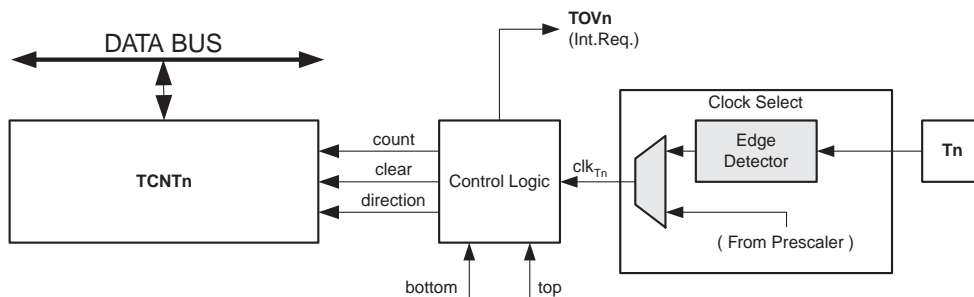 DATA BUS
TOVn
(Int.Req.)
Clock Select
TCNTn
count
clear
direction
Control Logic
clkTn
Edge
Detector
Tn
( From Prescaler )
bottom
top